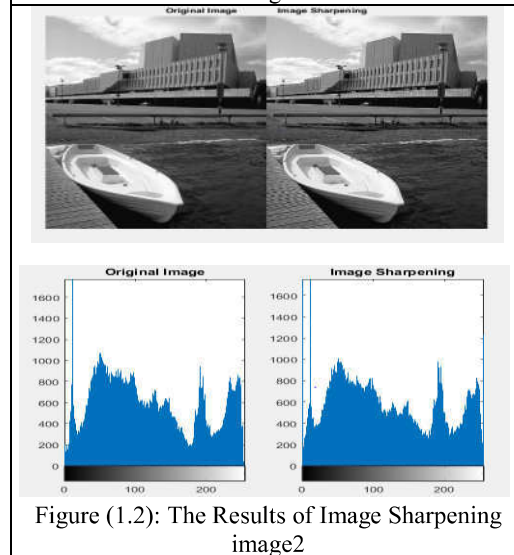 Original Image Image Sharpening
Original Image Image Sharpening
1600 1600
1400 1400
1200 1200
1000 1000
800 800
600 600
400 400
200 200
0 0
0 200 0 200
Figure (1.2): The Results of Image Sharpening
image2